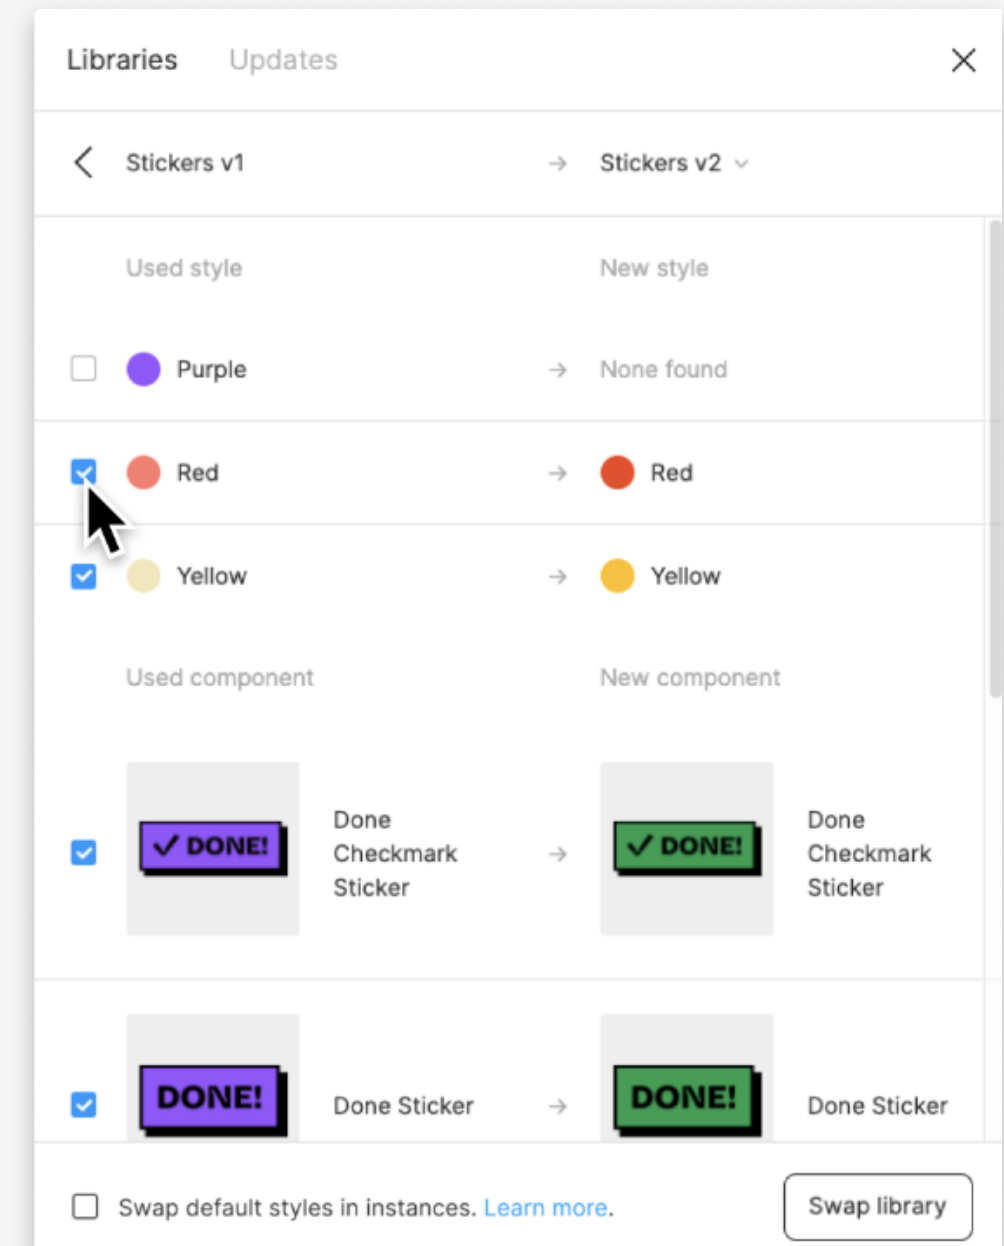 Libraries Updates
Stickers v1 → Stickers v2
Used style New style
Purple → None found
Red → Red
Yellow → Yellow
Used component New component
✓ DONE! Done Checkmark Sticker → ✓ DONE! Done Checkmark Sticker
DONE! Done Sticker → DONE! Done Sticker
Swap default styles in instances. Learn more. Swap library